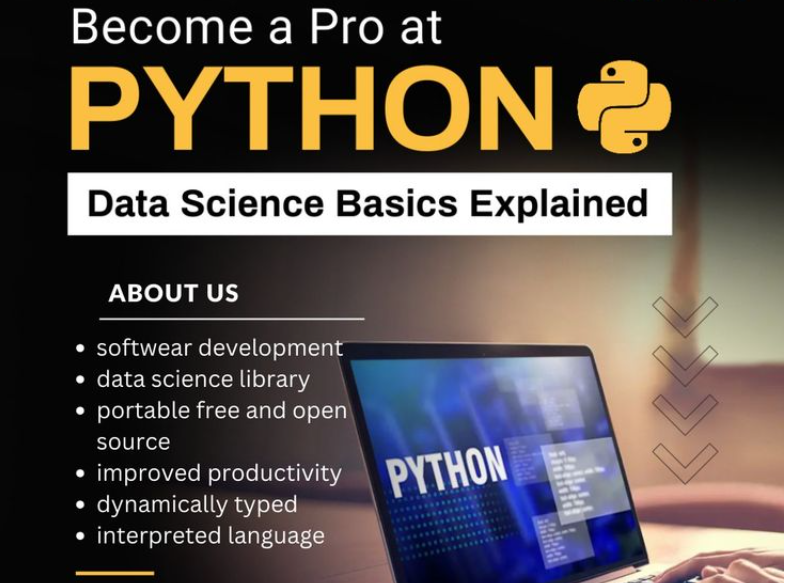 Become a Pro at
PYTHON
Data Science Basics Explained
ABOUT US
• softwear development
• data science library
• portable free and open
source
• improved productivity
• dynamically typed
• interpreted language
PYTHON